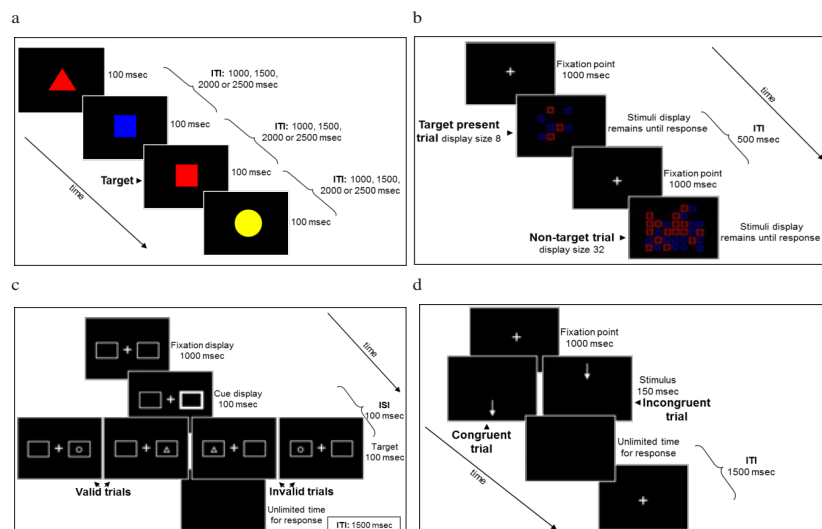 a
100 msec
ITI: 1000, 1500,
2000 or 2500 msec
100 msec
ITI: 1000, 1500,
2000 or 2500 msec
Target
100 msec
ITI: 1000, 1500,
2000 or 2500 msec
100 msec
time
b
Fixation point
1000 msec
time
Target present
trial display size 8
Stimuli display
remains until response
ITI
500 msec
Fixation point
1000 msec
Non-target trial
display size 32
Stimuli display
remains until response
c
Fixation display
1000 msec
time
Cue display
100 msec
ISI
100 msec
Target
100 msec
Valid trials
Invalid trials
Unlimited time
for response
ITI: 1500 msec
d
Fixation point
1000 msec
Stimulus
150 msec
Incongruent
trial
Congruent
trial
Unlimited time
for response
ITI
1500 msec
time